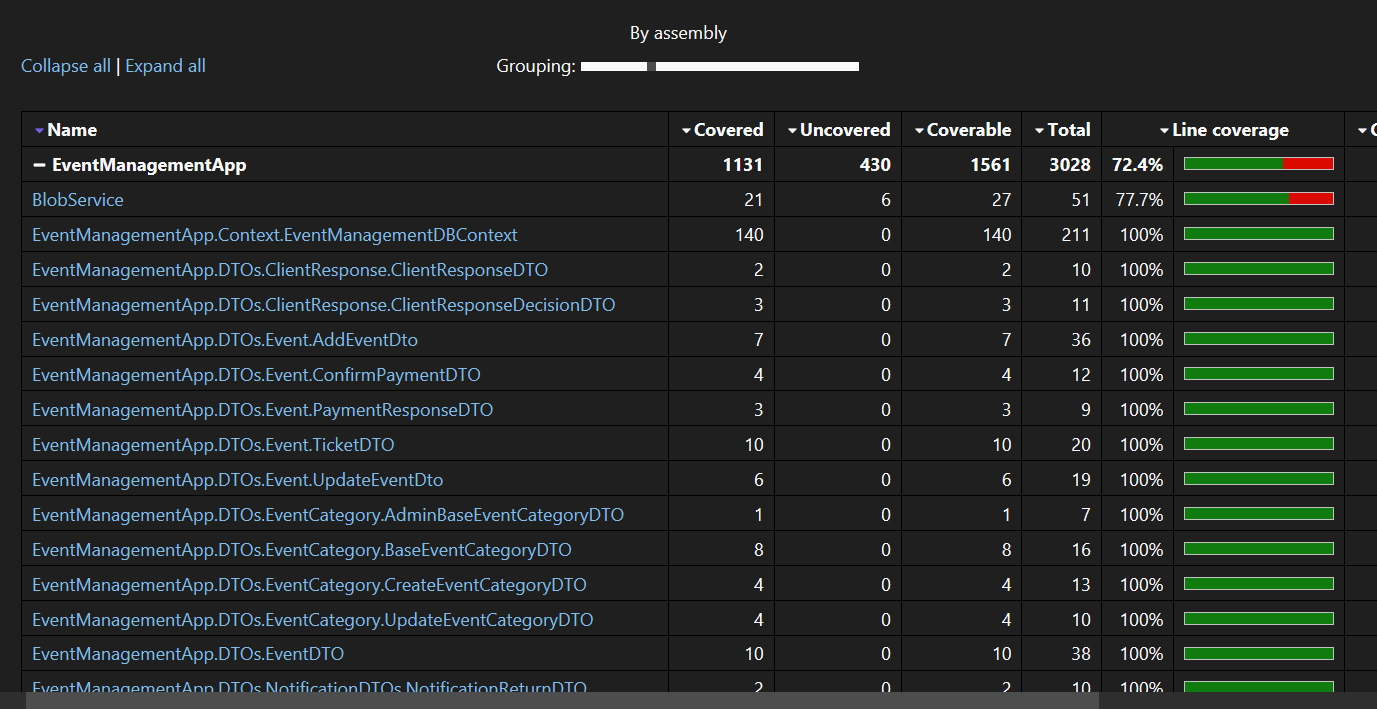 By assembly
Collapse all | Expand all Grouping:
Name Covered Uncovered Coverable Total Line coverage
EventManagementApp 1131 430 1561 3028 72.4%
BlobService 21 6 27 51 77.7%
EventManagementApp.Context.EventManagementDBContext 140 0 140 211 100%
EventManagementApp.DTOs.ClientResponse.ClientResponseDTO 2 0 2 10 100%
EventManagementApp.DTOs.ClientResponse.ClientResponseDecisionDTO 3 0 3 11 100%
EventManagementApp.DTOs.Event.AddEventDto 7 0 7 36 100%
EventManagementApp.DTOs.Event.ConfirmPaymentDTO 4 0 4 12 100%
EventManagementApp.DTOs.Event.PaymentResponseDTO 3 0 3 9 100%
EventManagementApp.DTOs.Event.TicketDTO 10 0 10 20 100%
EventManagementApp.DTOs.Event.UpdateEventDto 6 0 6 19 100%
EventManagementApp.DTOs.EventCategory.AdminBaseEventCategoryDTO 1 0 1 7 100%
EventManagementApp.DTOs.EventCategory.BaseEventCategoryDTO 8 0 8 16 100%
EventManagementApp.DTOs.EventCategory.CreateEventCategoryDTO 4 0 4 13 100%
EventManagementApp.DTOs.EventCategory.UpdateEventCategoryDTO 4 0 4 10 100%
EventManagementApp.DTOs.EventDTO 10 0 10 38 100%
EventManagementApp.DTOs.NotificationDTOs.NotificationReturnDTO 2 0 2 10 100%